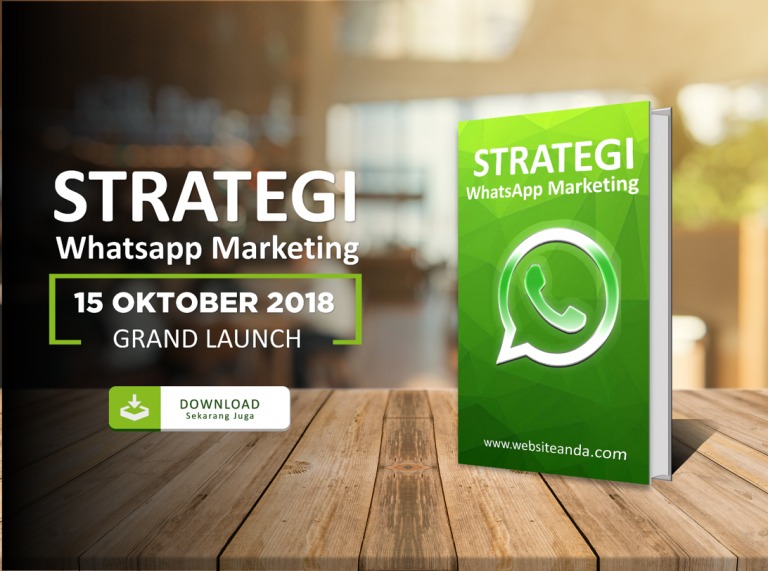 STRATEGI
Whatsapp Marketing
15 OKTOBER 2018
GRAND LAUNCH
DOWNLOAD
Sekarang Juga
STRATEGI
WhatsApp Marketing
www.websiteanda.com